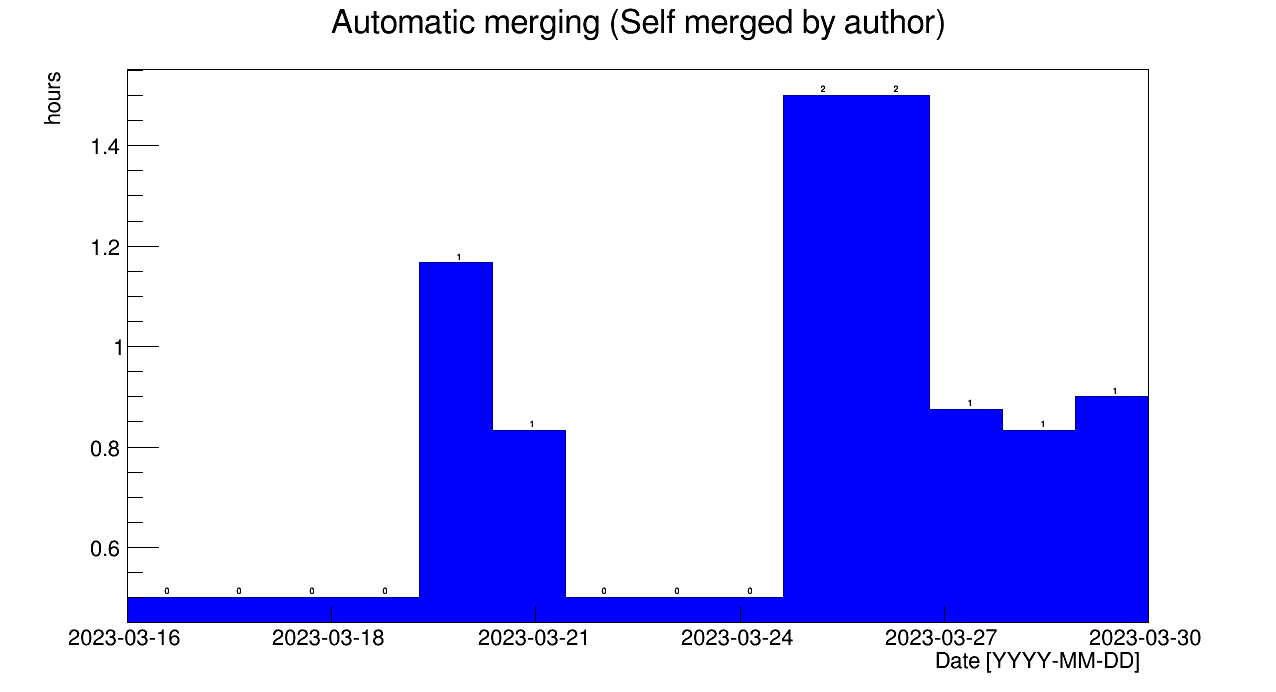 Automatic merging (Self merged by author)
hours
1.4
1.2
1
0.8
0.6
0 0 0 0 1 1 0 0 0 2 2 1 1 1
2023-03-16 2023-03-18 2023-03-21 2023-03-24 2023-03-27 2023-03-30
Date [YYYY-MM-DD]